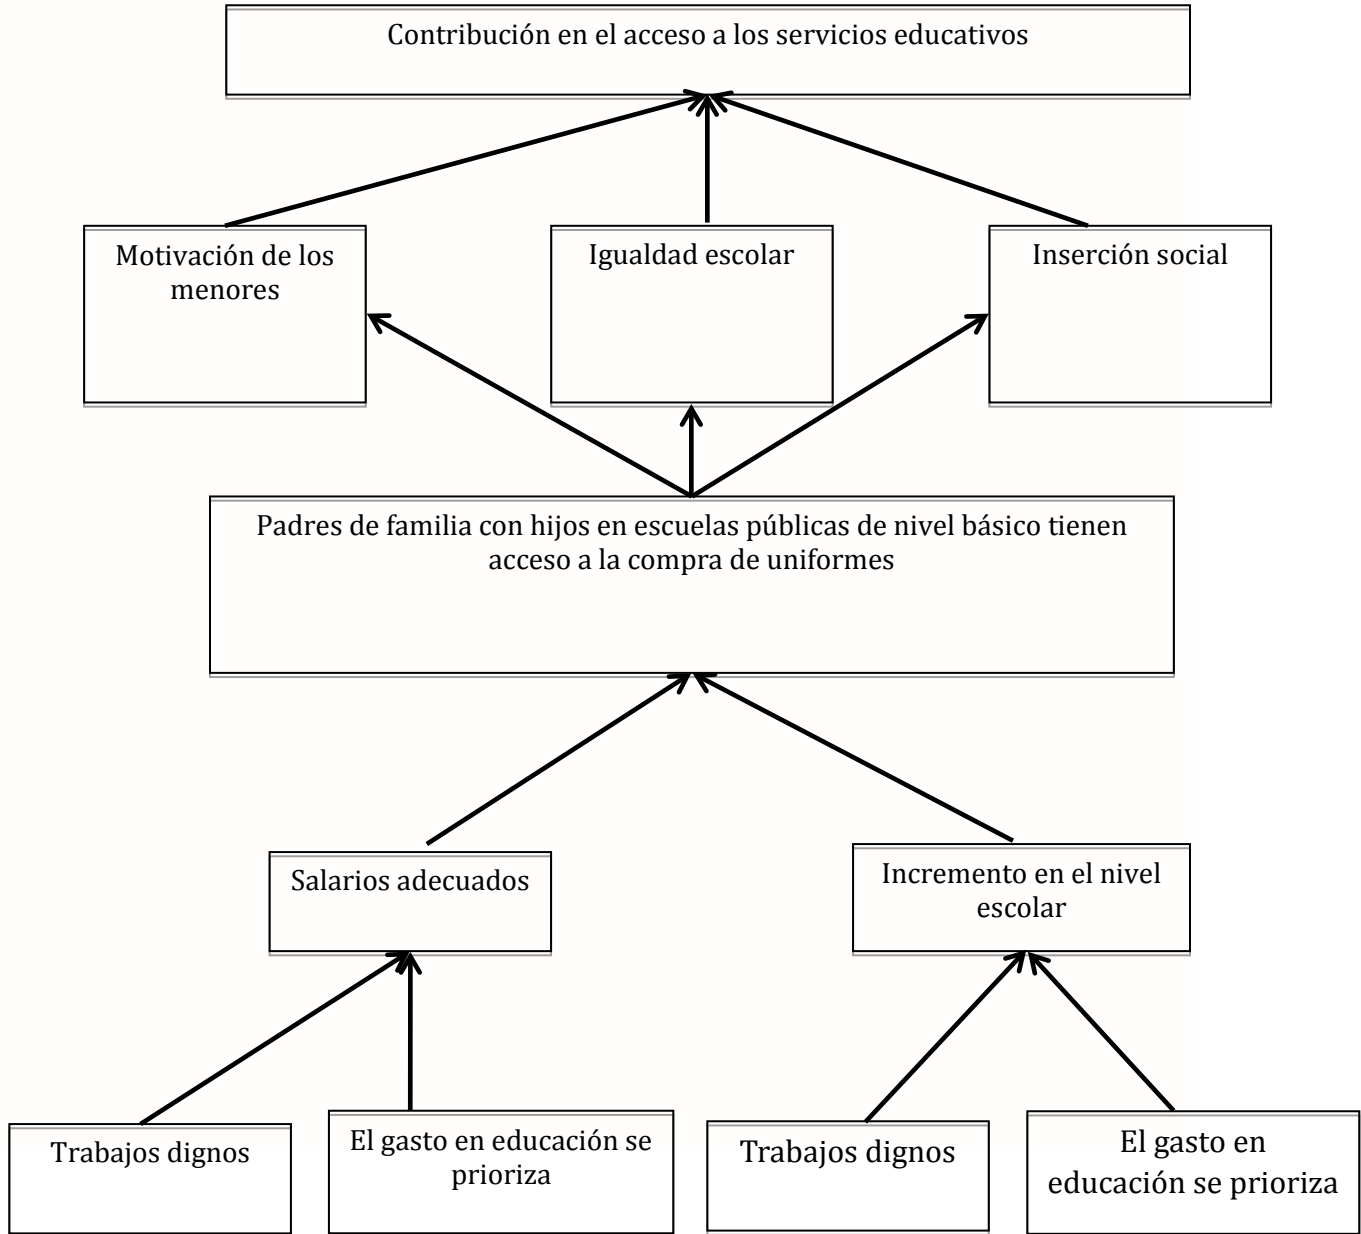 Contribución en el acceso a los servicios educativos
Motivación de los
menores
Igualdad escolar
Inserción social
Padres de familia con hijos en escuelas públicas de nivel básico tienen
acceso a la compra de uniformes
Salarios adecuados
Incremento en el nivel
escolar
Trabajos dignos
El gasto en educación se
prioriza
Trabajos dignos
El gasto en
educación se prioriza